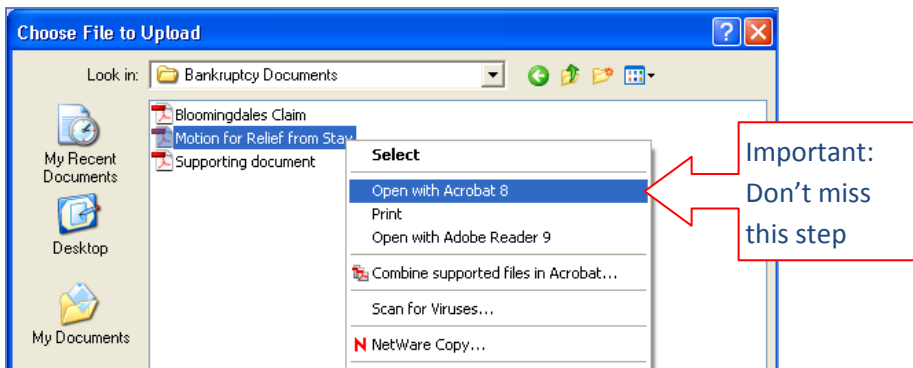 Choose File to Upload
Look in: Bankruptcy Documents
My Recent
Documents
Desktop
My Documents
Bloomingdales Claim
Motion for Relief from Stay
Supporting document
Select
Open with Acrobat 8
Print
Open with Adobe Reader 9
Combine supported files in Acrobat...
Scan for Viruses...
N NetWare Copy...
Important:
Don't miss
this step